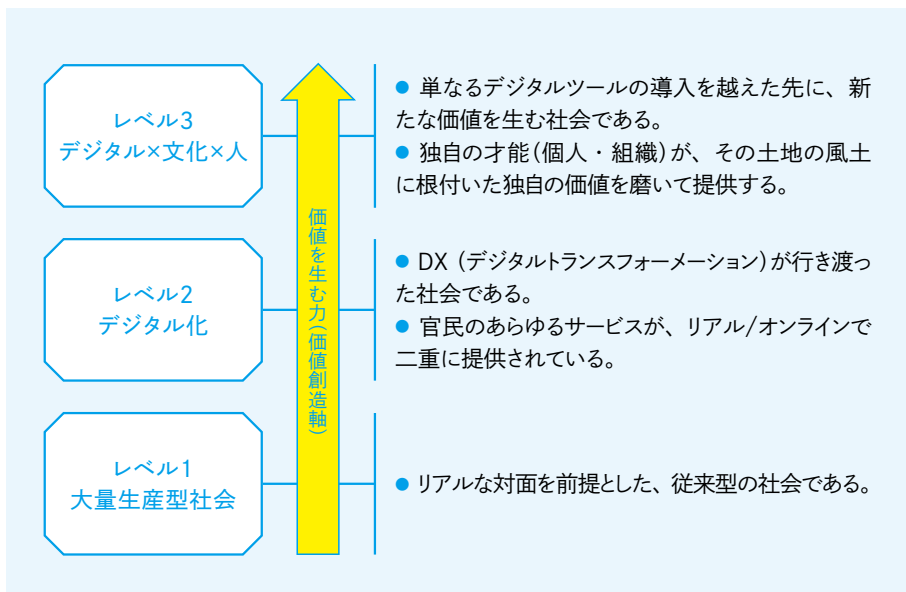 レベル3
デジタル×文化×人
● 単なるデジタルツールの導入を越えた先に、新
たな価値を生む社会である。
● 独自の才能(個人・組織)が、その土地の風土
に根付いた独自の価値を磨いて提供する。
価値を生む力(価値創造軸)
レベル2
デジタル化
● DX (デジタルトランスフォーメーション)が行き渡っ
た社会である。
● 官民のあらゆるサービスが、リアル/オンラインで
二重に提供されている。
レベル1
大量生産型社会
● リアルな対面を前提とした、従来型の社会である。